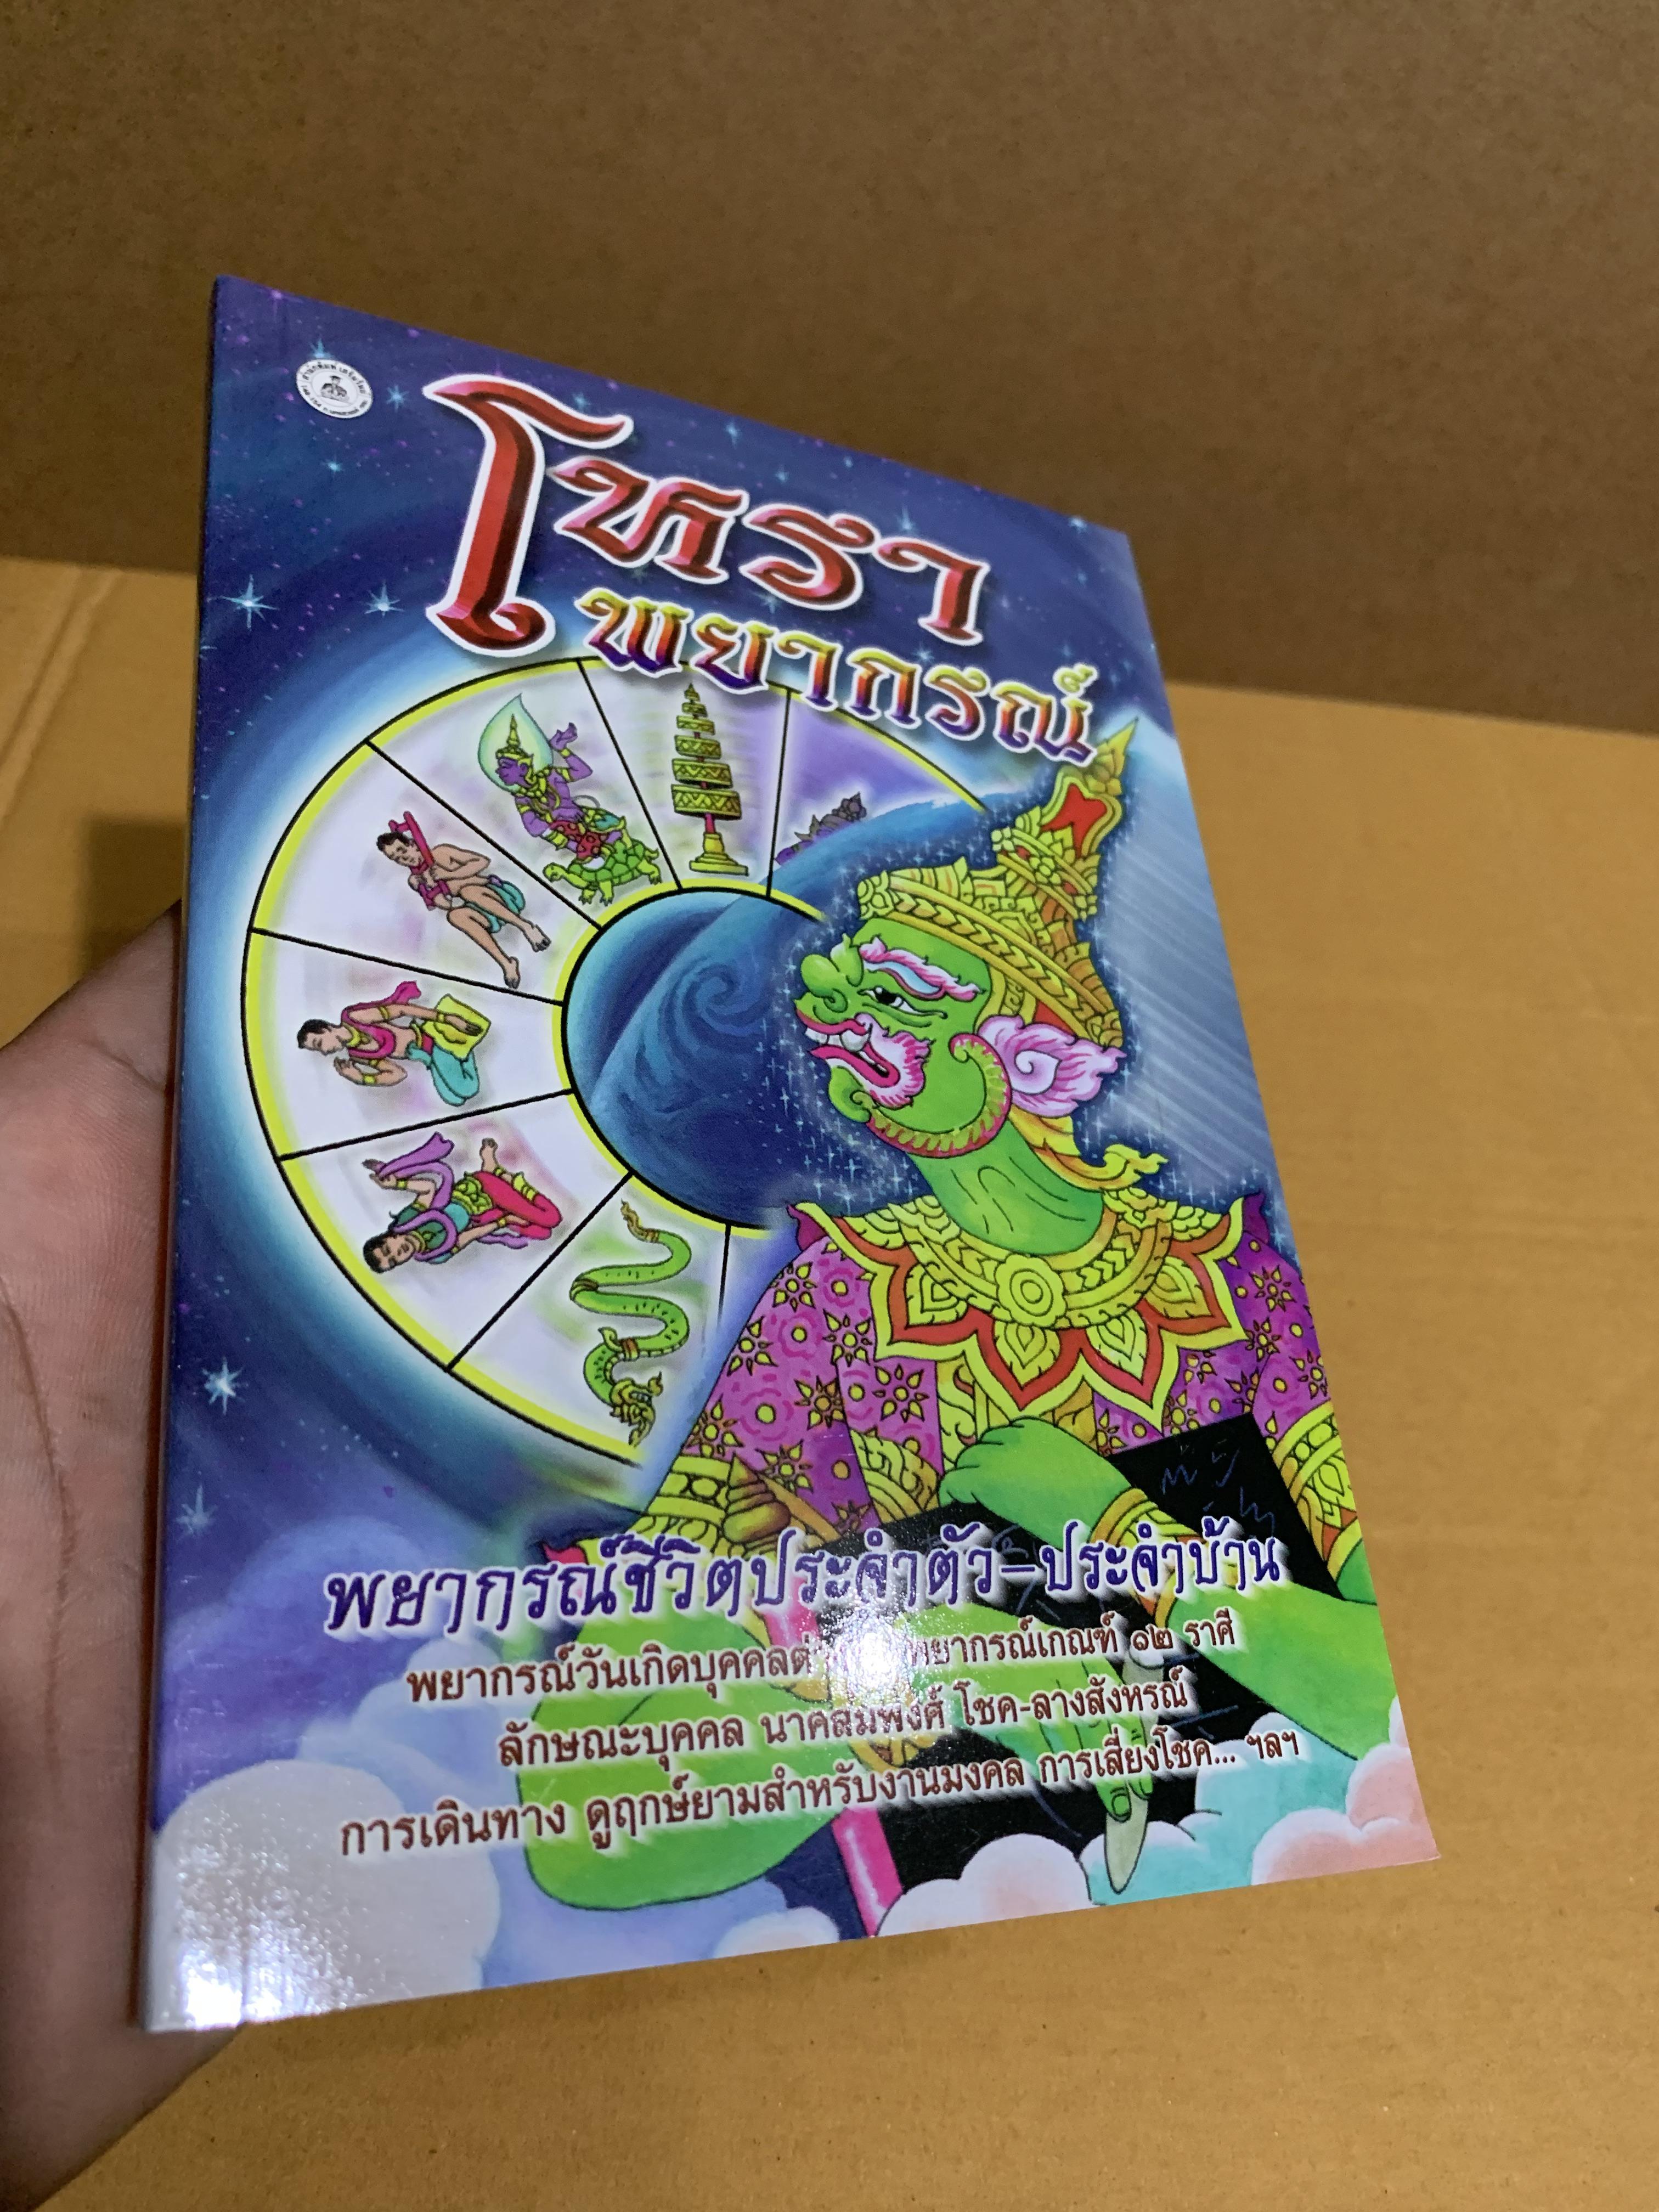 โหรา
พยากรณ์
พยากรณ์ชีวิตประจำตัว-ประจำบ้าน
พยากรณ์วันเกิดบุคคลต่ พยากรณ์เกณฑ์ ๑๒ ราศี
ลักษณะบุคคล นาคสมพงศ์ โชค-ลางสังหรณ์
การเดินทาง ดูฤกษ์ยามสำหรับงานมงคล การเสี่ยงโชค... ฯลฯ